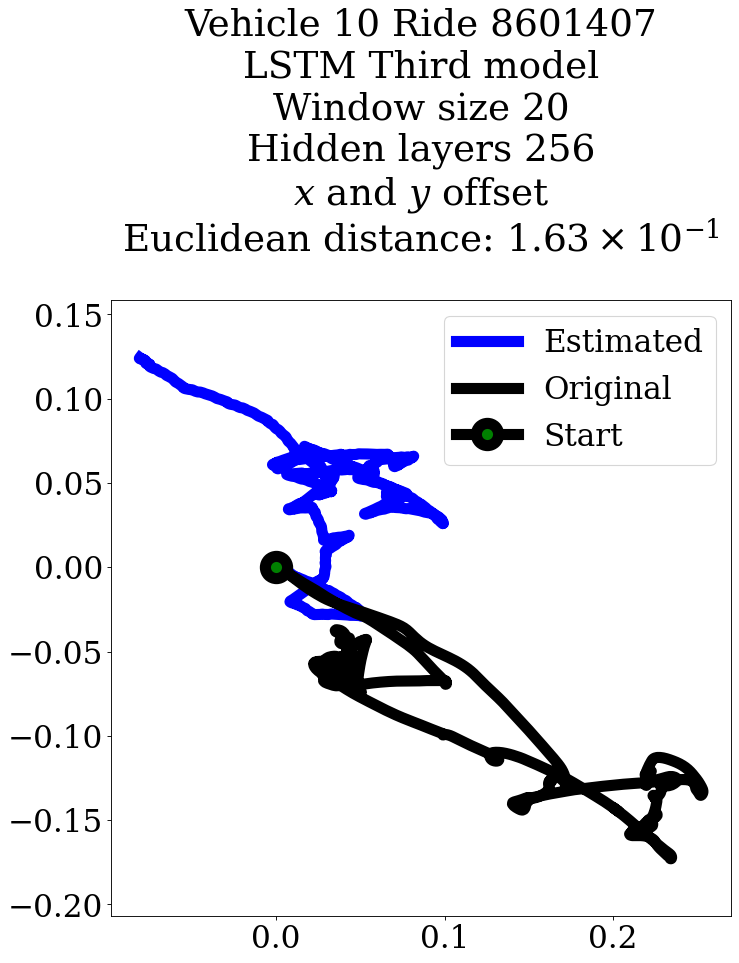 Vehicle 10 Ride 8601407
LSTM Third model
Window size 20
Hidden layers 256
x and y offset
Euclidean distance: 1.63 × 10⁻¹
Estimated
Original
Start
0.15
0.10
0.05
0.00
−0.05
−0.10
−0.15
−0.20
0.0 0.1 0.2